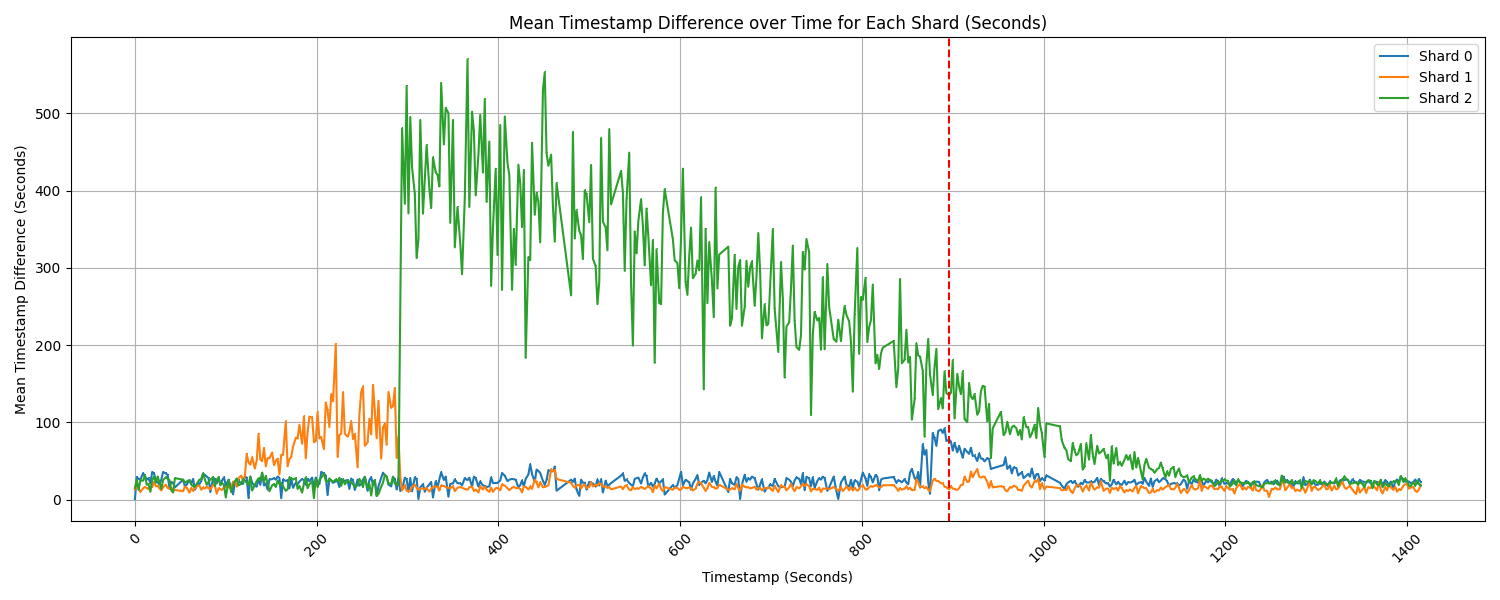 Mean Timestamp Difference over Time for Each Shard (Seconds)
Shard 0
Shard 1
Shard 2
Mean Timestamp Difference (Seconds)
500
400
300
200
100
0
0
200
400
600
800
1000
1200
1400
Timestamp (Seconds)